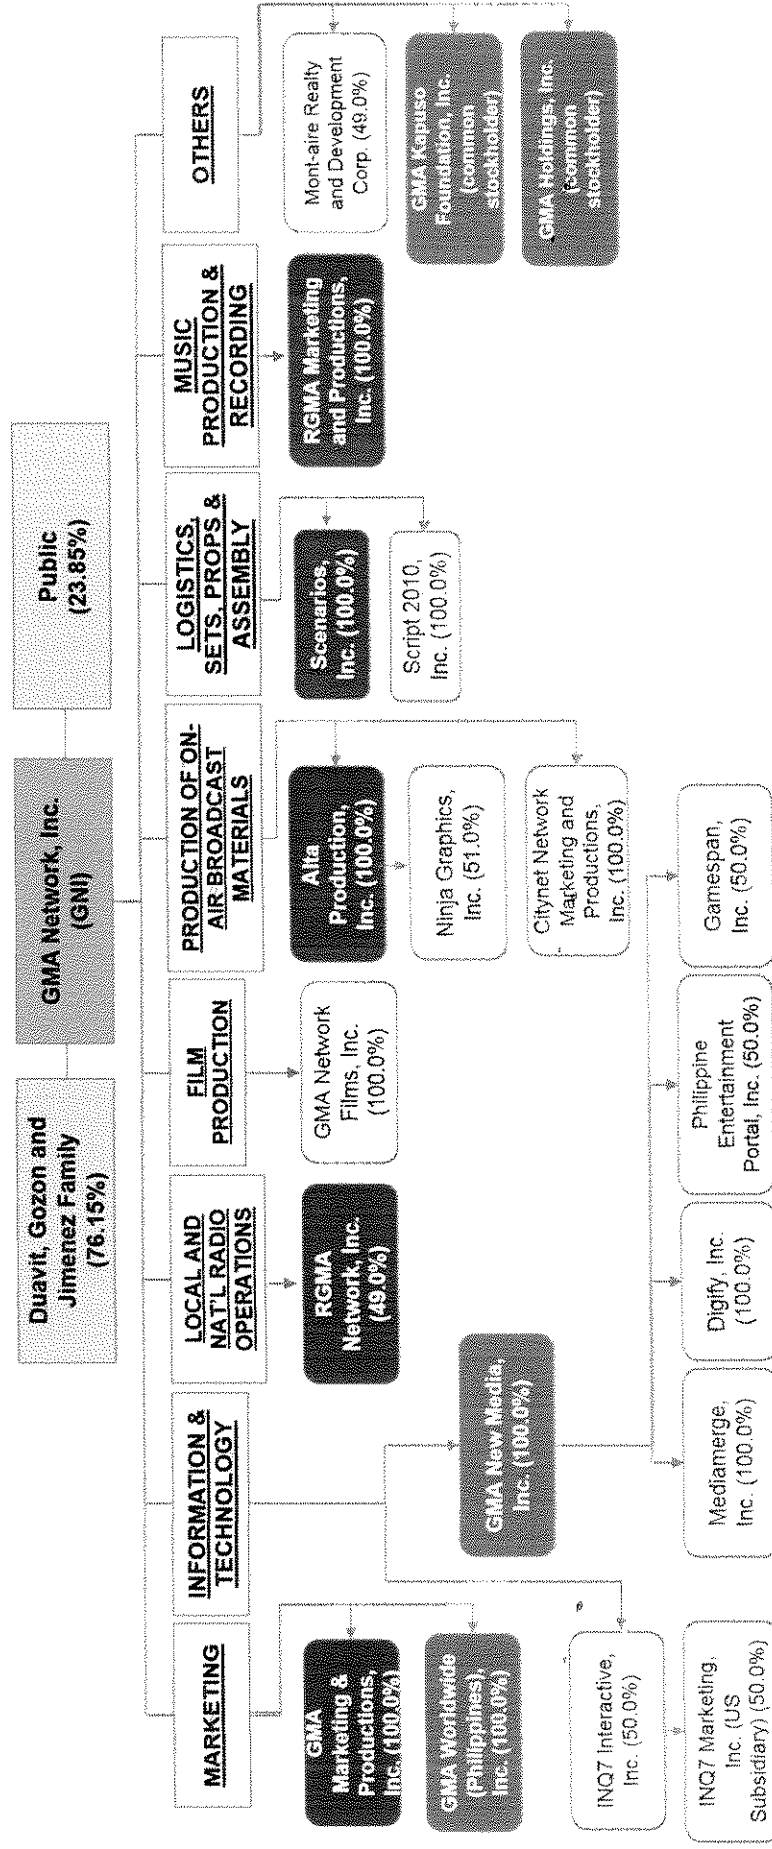 Duavit, Gozon and
Jimenez Family
(76.15%)
GMA Network, Inc.
(GNI)
Public
(23.85%)
MARKETING
INFORMATION &
TECHNOLOGY
LOCAL AND
NAT'L RADIO
OPERATIONS
FILM
PRODUCTION
PRODUCTION OF ON-
AIR BROADCAST
MATERIALS
LOGISTICS,
SETS, PROPS &
ASSEMBLY
MUSIC
PRODUCTION &
RECORDING
OTHERS
GMA
Marketing &
Productions,
Inc. (100.0%)
GMA Worldwide
(Philippines),
Inc. (100.0%)
INQ7 Interactive,
Inc. (50.0%)
INQ7 Marketing,
Inc. (US
Subsidiary) (50.0%)
GMA New Media,
Inc. (100.0%)
Mediamerge,
Inc. (100.0%)
Digify, Inc.
(100.0%)
Philippine
Entertainment
Portal, Inc. (50.0%)
Gamespan,
Inc. (50.0%)
RGMA
Network, Inc.
(49.0%)
GMA Network
Films, Inc.
(100.0%)
Alta
Production,
Inc. (100.0%)
Ninja Graphics,
Inc. (51.0%)
Citynet Network
Marketing and
Productions,
Inc. (100.0%)
Scenarios,
Inc. (100.0%)
Script 2010,
Inc. (100.0%)
RGMA Marketing
and Productions,
Inc. (100.0%)
Mont-aire Realty
and Development
Corp. (49.0%)
GMA Kapuso
Foundation, Inc.
(common
stockholder)
GMA Holdings, Inc.
(common
stockholder)